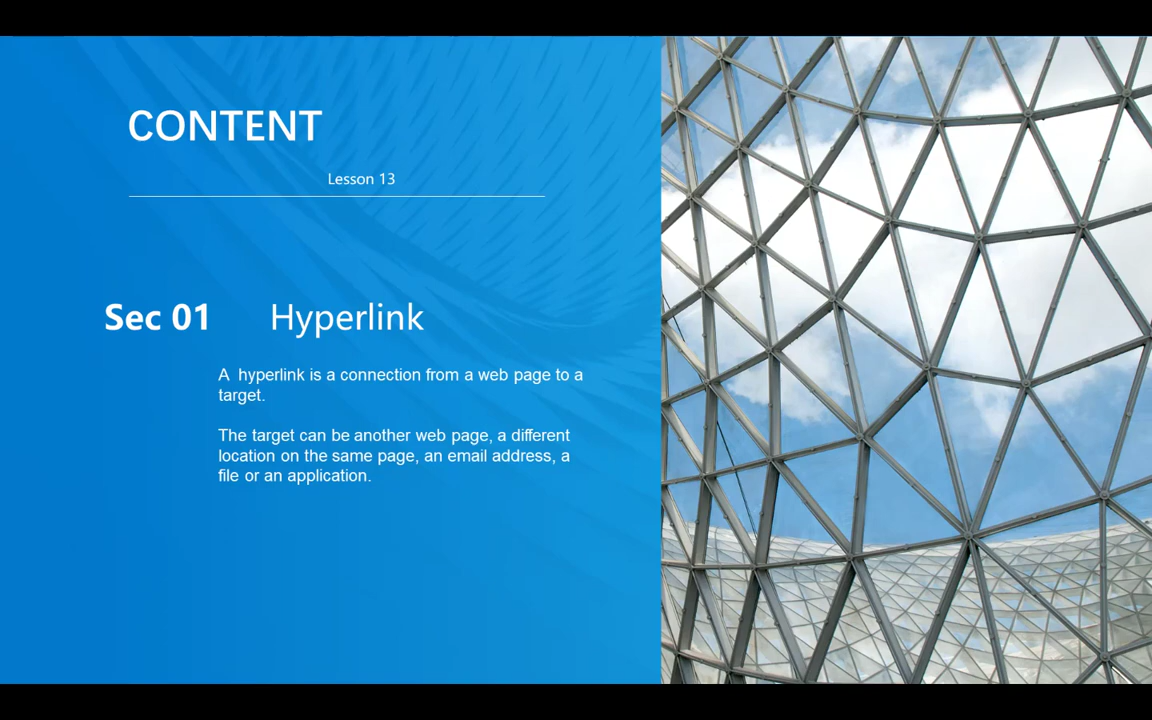 CONTENT
Lesson 13
Sec 01 Hyperlink
A hyperlink is a connection from a web page to a
target.
The target can be another web page, a different
location on the same page, an email address, a
file or an application.